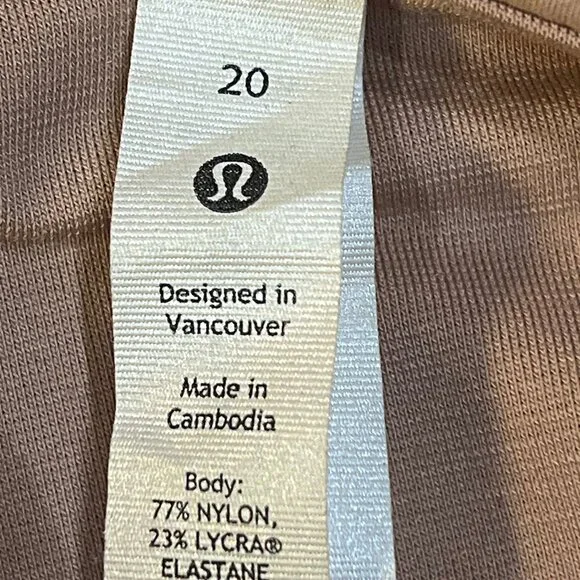 20
Designed in
Vancouver
Made in
Cambodia
Body:
77% NYLON,
23% LYCRA®
ELASTANE